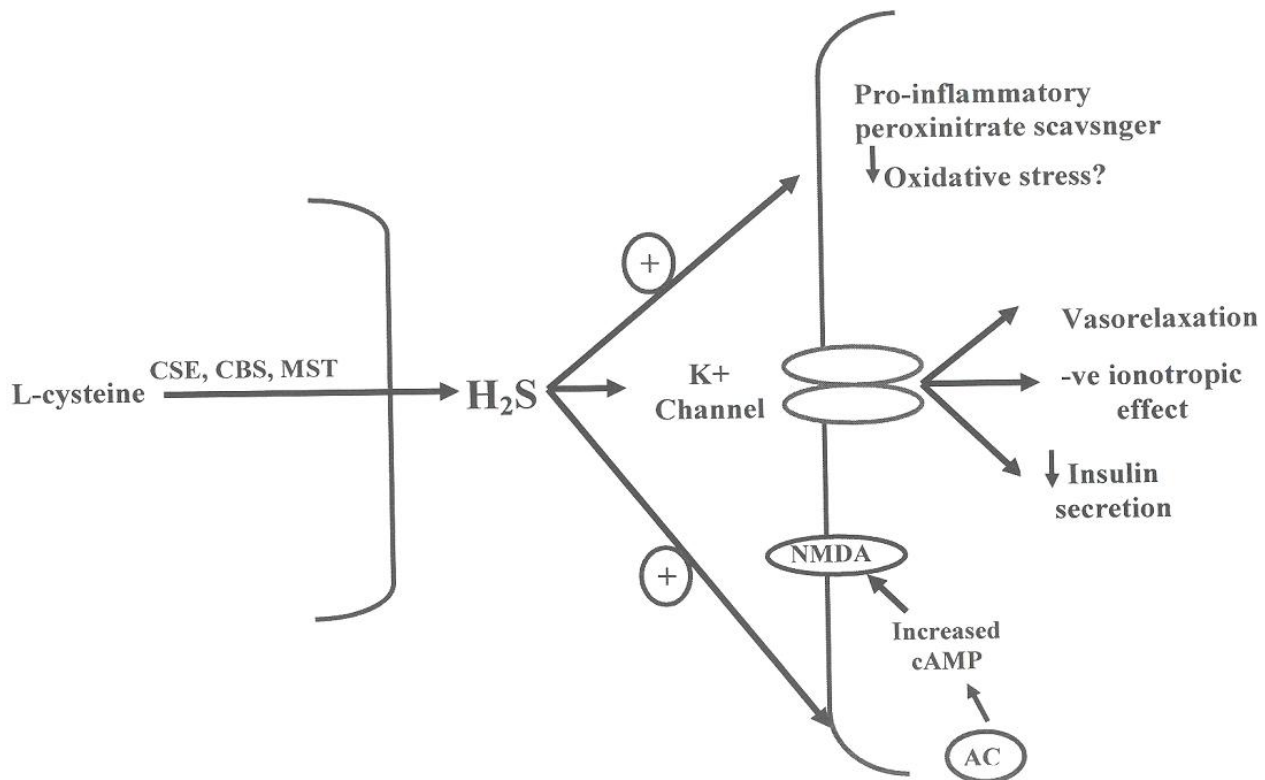 Pro-inflammatory
peroxinitrate scavsnger
↓Oxidative stress?
+
CSE, CBS, MST
L-cysteine
H₂S
K+
Channel
Vasorelaxation
-ve ionotropic
effect
↓ Insulin
secretion
NMDA
+
Increased
cAMP
AC